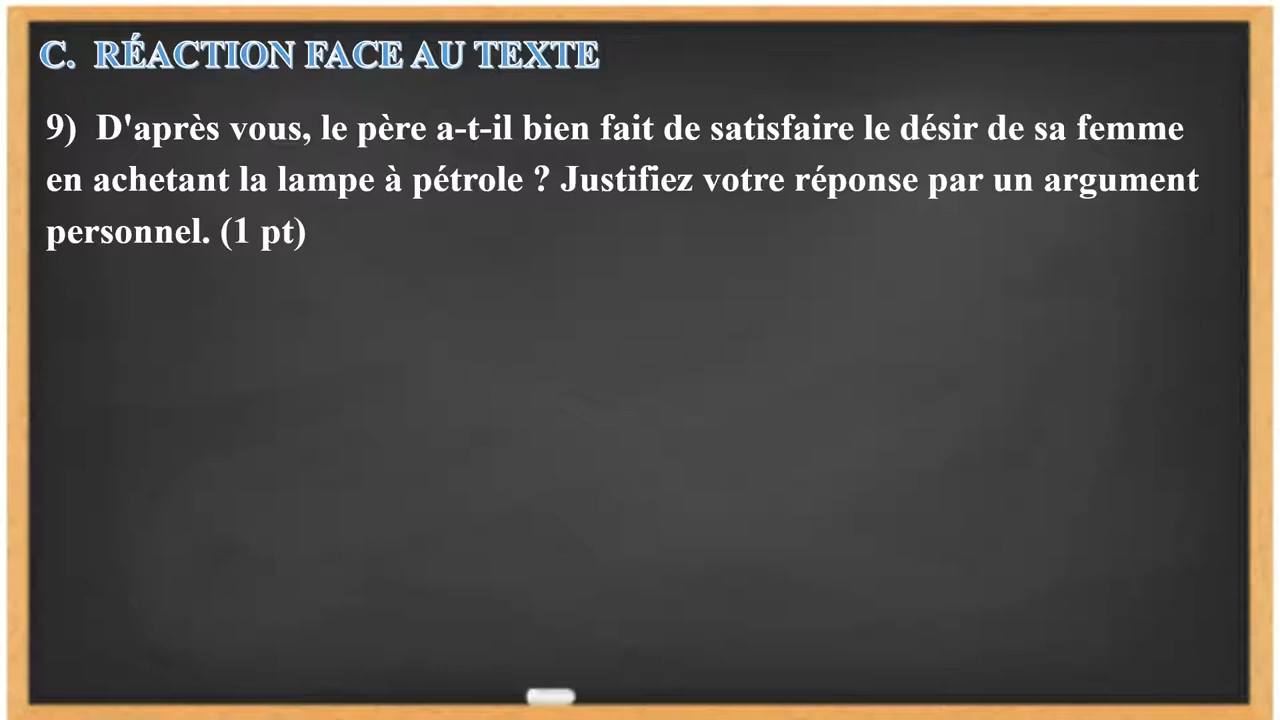 C. RÉACTION FACE AU TEXTE
9) D'après vous, le père a-t-il bien fait de satisfaire le désir de sa femme
en achetant la lampe à pétrole ? Justifiez votre réponse par un argument
personnel. (1 pt)